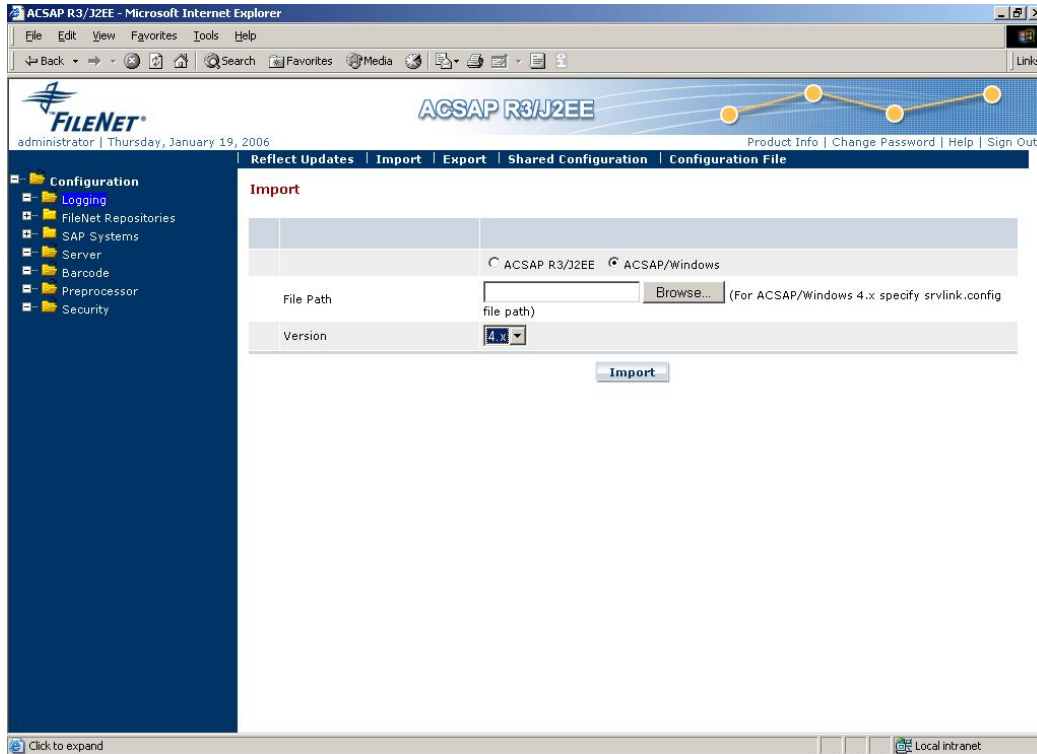 ACSAP R3/J2EE - Microsoft Internet Explorer
File Edit View Favorites Tools Help
Back Search Favorites Media Links
FILENET®
ACSAP R3/J2EE
administrator | Thursday, January 19, 2006
Product Info | Change Password | Help | Sign Out
| Reflect Updates | Import | Export | Shared Configuration | Configuration File
Configuration
Logging
FileNet Repositories
SAP Systems
Server
Barcode
Preprocessor
Security
Import
ACSAP R3/J2EE ACSAP/Windows
File Path Browse... (For ACSAP/Windows 4.x specify srvlink.config
file path)
Version 4.x
Import
Click to expand
Local intranet